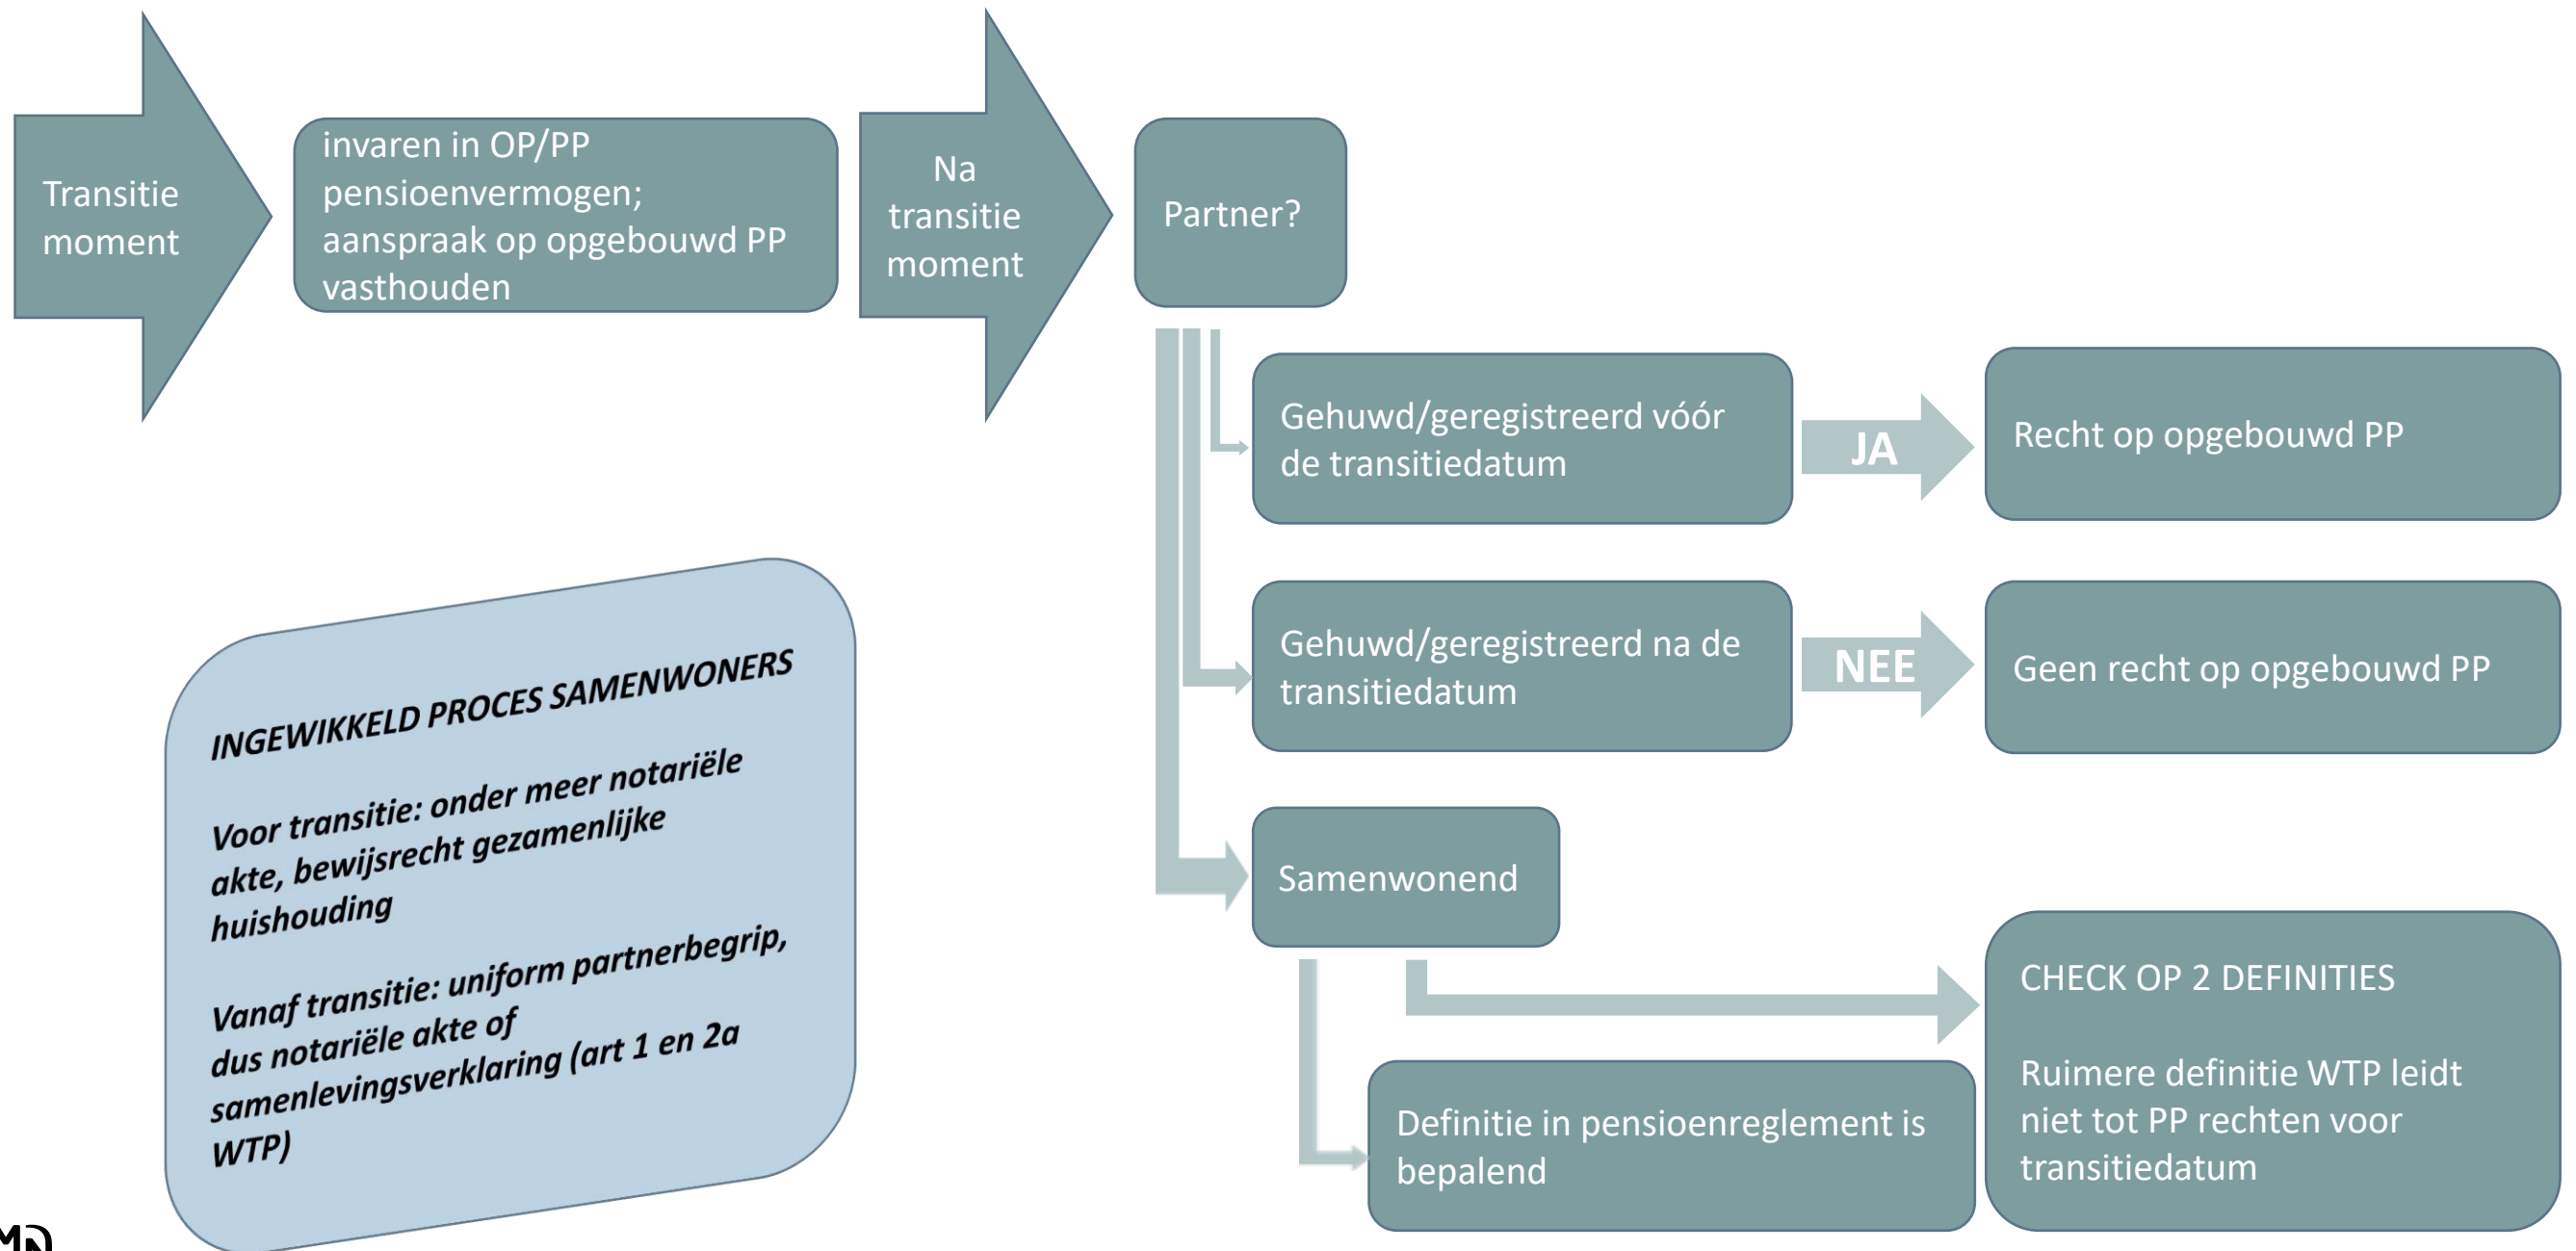 Transitie
moment
invaren in OP/PP
pensioenvermogen;
aanspraak op opgebouwd PP
vasthouden
Na
transitie
moment
Partner?
Gehuwd/geregistreerd vóór
de transitiedatum
JA
Recht op opgebouwd PP
Gehuwd/geregistreerd na de
transitiedatum
NEE
Geen recht op opgebouwd PP
Samenwonend
CHECK OP 2 DEFINITIES
Ruimere definitie WTP leidt
niet tot PP rechten voor
transitiedatum
Definitie in pensioenreglement is
bepalend
INGEWIKKELD PROCES SAMENWONERS
Voor transitie: onder meer notariële
akte, bewijsrecht gezamenlijke
huishouding
Vanaf transitie: uniform partnerbegrip,
dus notariële akte of
samenlevingsverklaring (art 1 en 2a
WTP)